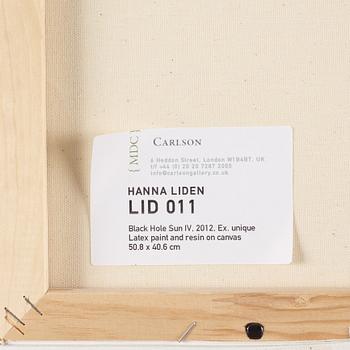 {MDC}
CARLSON
6 Heddon Street, London W1B4BT, UK
t/f +44 (0) 20 20 7287 2005
info@carlsongallery.co.uk
HANNA LIDEN
LID 011
Black Hole Sun IV, 2012, Ex. unique
Latex paint and resin on canvas
50.8 x 40.6 cm